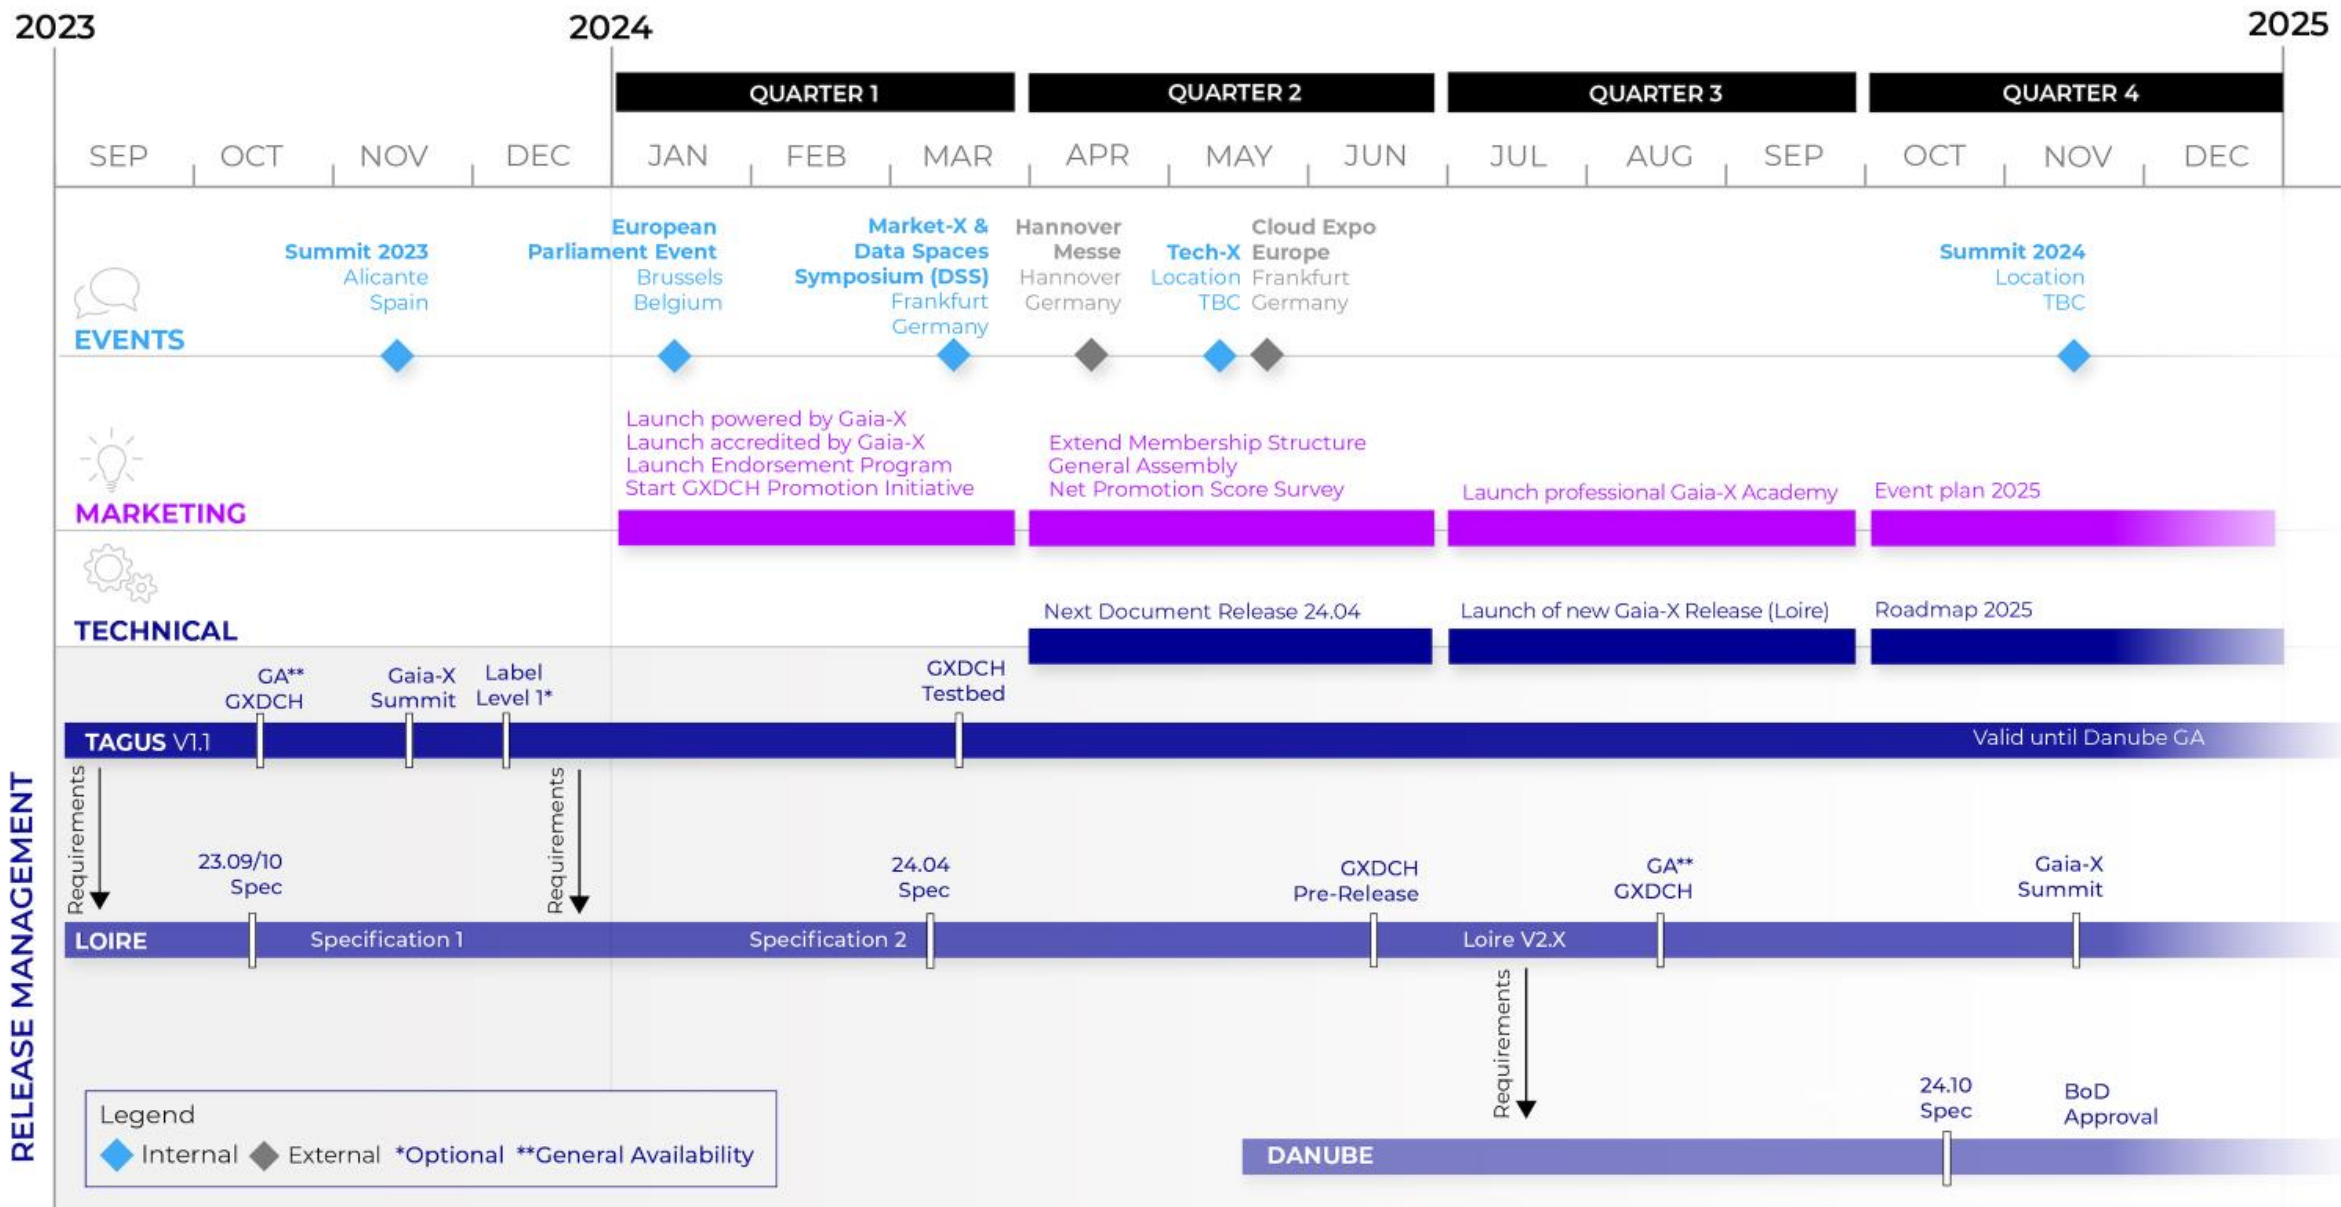 2023
2024
2025
QUARTER 1
QUARTER 2
QUARTER 3
QUARTER 4
SEP
OCT
NOV
DEC
JAN
FEB
MAR
APR
MAY
JUN
JUL
AUG
SEP
OCT
NOV
DEC
EVENTS
Summit 2023
Alicante
Spain
European
Parliament Event
Brussels
Belgium
Market-X &
Data Spaces
Symposium (DSS)
Frankfurt
Germany
Hannover
Messe
Hannover
Germany
Tech-X
Location
TBC
Cloud Expo
Europe
Frankfurt
Germany
Summit 2024
Location
TBC
MARKETING
Launch powered by Gaia-X
Launch accredited by Gaia-X
Launch Endorsement Program
Start GXDCH Promotion Initiative
Extend Membership Structure
General Assembly
Net Promotion Score Survey
Launch professional Gaia-X Academy
Event plan 2025
TECHNICAL
Next Document Release 24.04
Launch of new Gaia-X Release (Loire)
Roadmap 2025
RELEASE MANAGEMENT
GA**
GXDCH
Gaia-X
Summit
Label
Level 1*
GXDCH
Testbed
TAGUS V1.1
Valid until Danube GA
Requirements
Requirements
23.09/10
Spec
24.04
Spec
GXDCH
Pre-Release
GA**
GXDCH
Gaia-X
Summit
LOIRE
Specification 1
Specification 2
Loire V2.X
Requirements
24.10
Spec
BoD
Approval
DANUBE
Legend
Internal
External
*Optional
**General Availability